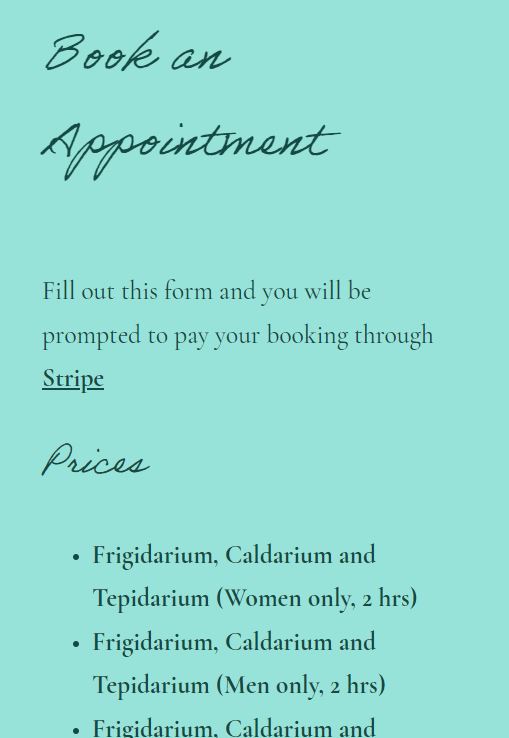 Book an
Appointment
Fill out this form and you will be
prompted to pay your booking through
Stripe
Prices
• Frigidarium, Caldarium and
Tepidarium (Women only, 2 hrs)
• Frigidarium, Caldarium and
Tepidarium (Men only, 2 hrs)
• Frigidarium, Caldarium and